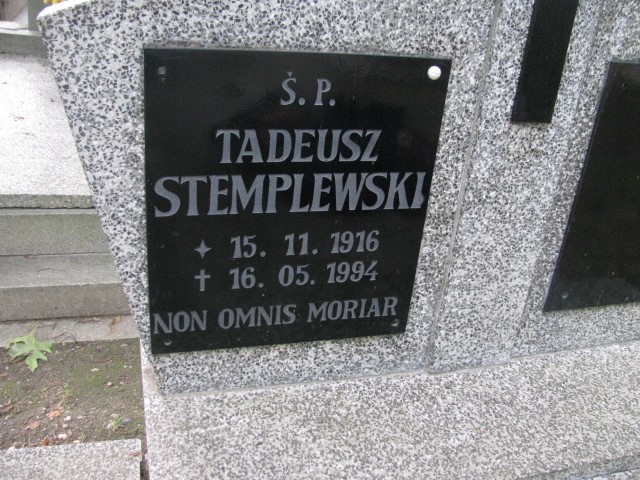 Š. P.
TADEUSZ
STEMPLEWSKI
✦ 15. 11. 1916
† 16. 05. 1994
NON OMNIS MORIAR